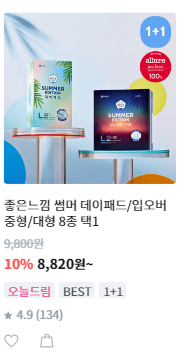 1+1
allure
100%
SUMMER
EDITION
SUMMER
EDITION
좋은느낌 썸머 데이패드/입오버
중형/대형 8종 택1
9,800원
10% 8,820원~
오늘드림 BEST 1+1
4.9 (134)